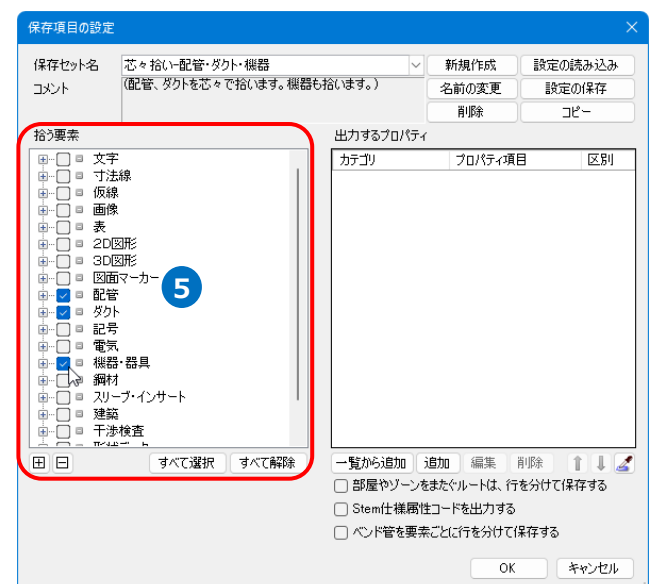 保存項目の設定
保存セット名 芯々拾い-配管・ダクト・機器 新規作成 設定の読み込み
コメント (配管、ダクトを芯々で拾います。機器も拾います。) 名前の変更 設定の保存
削除 コピー
拾う要素
文字
寸法線
仮線
画像
表
2D図形
3D図形
図面マーカー
配管
ダクト
記号
電気
機器・器具
鋼材
スリーブ・インサート
建築
干渉検査
すべて選択 すべて解除
5
出力するプロパティ
カテゴリ プロパティ項目 区別
一覧から追加 追加 編集 削除
部屋やゾーンをまたぐルートは、行を分けて保存する
Stem仕様属性コードを出力する
ベンド管を要素ごとに行を分けて保存する
OK キャンセル